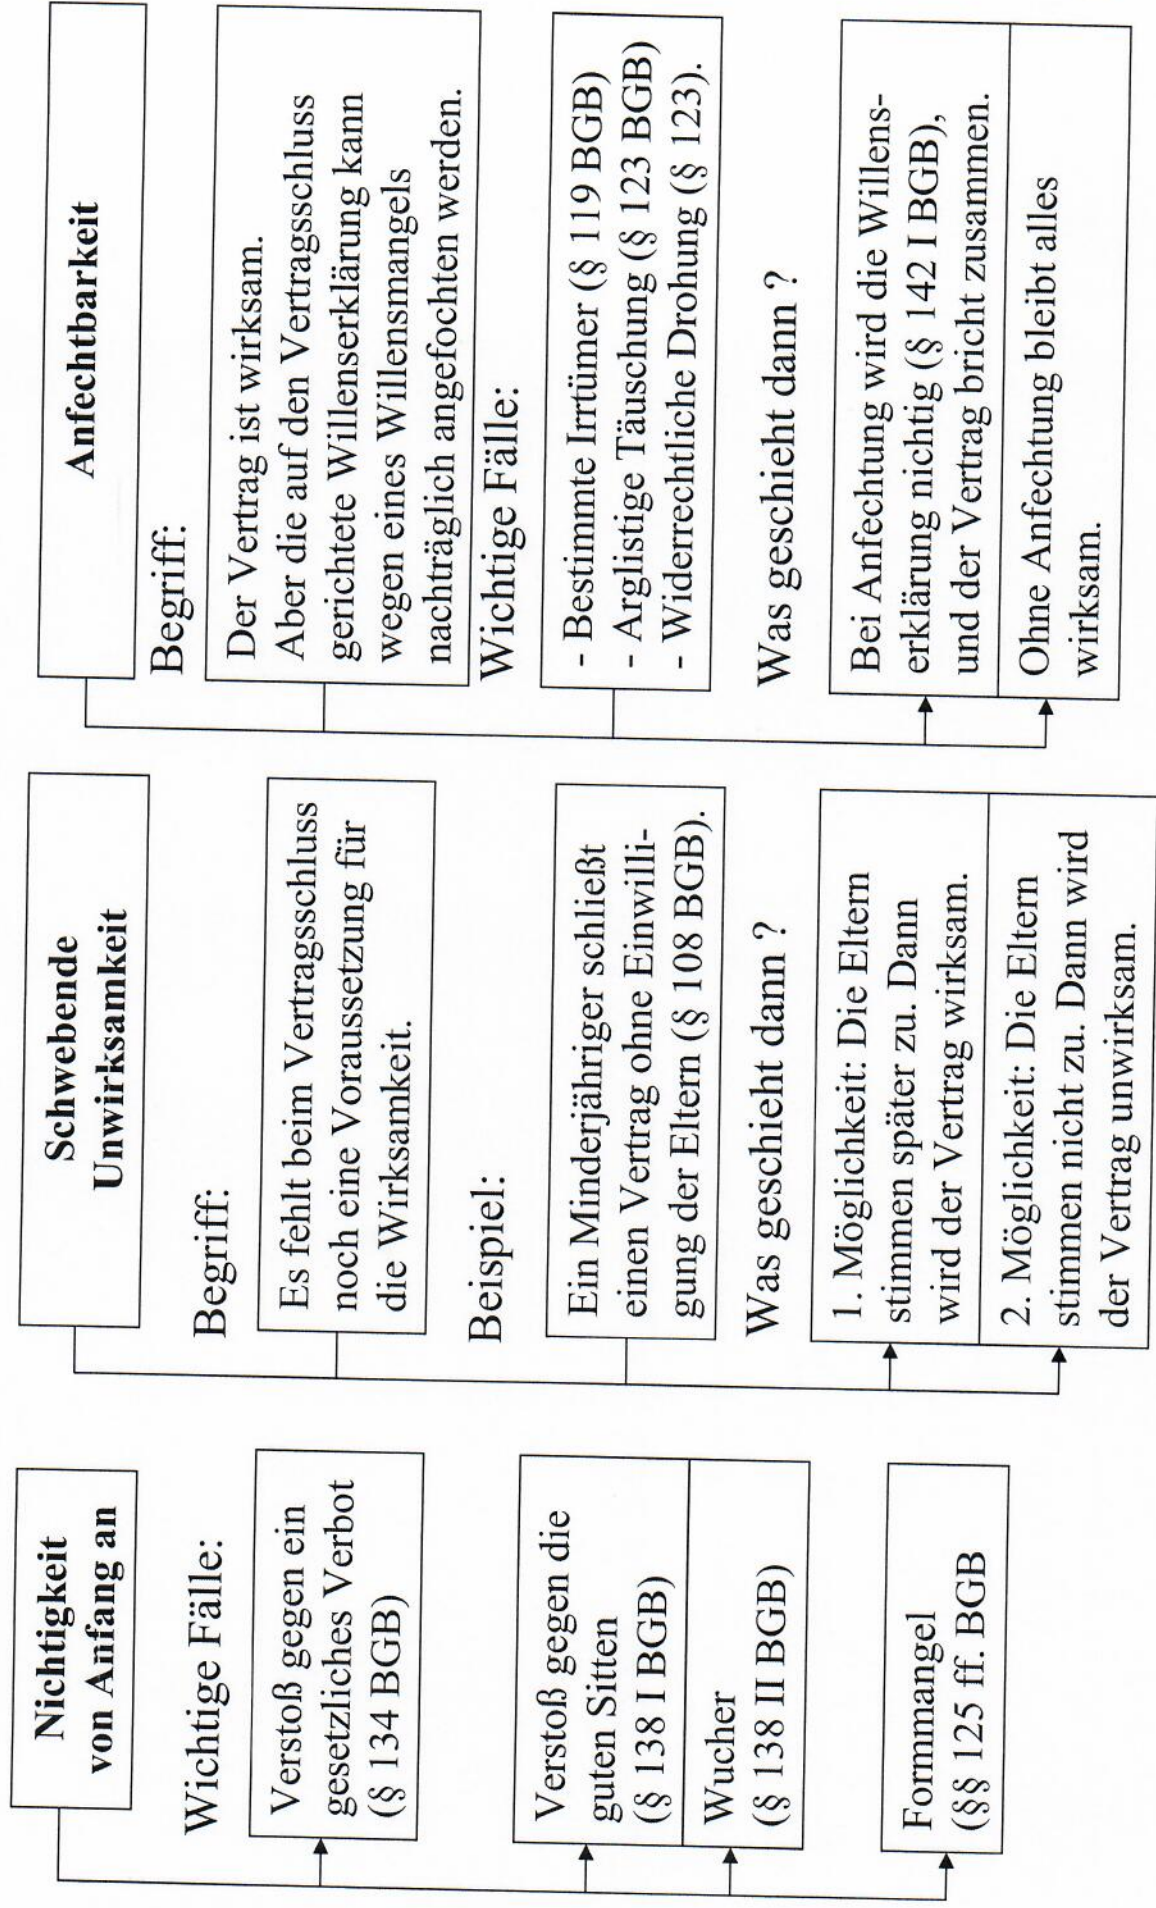 Nichtigkeit
von Anfang an
Wichtige Fälle:
Verstoß gegen ein
gesetzliches Verbot
(§ 134 BGB)
Verstoß gegen die
guten Sitten
(§ 138 I BGB)
Wucher
(§ 138 II BGB)
Formmangel
(§§ 125 ff. BGB
Schwebende
Unwirksamkeit
Begriff:
Es fehlt beim Vertragsschluss
noch eine Voraussetzung für
die Wirksamkeit.
Beispiel:
Ein Minderjähriger schließt
einen Vertrag ohne Einwilli-
gung der Eltern (§ 108 BGB).
Was geschieht dann ?
1. Möglichkeit: Die Eltern
stimmen später zu. Dann
wird der Vertrag wirksam.
2. Möglichkeit: Die Eltern
stimmen nicht zu. Dann wird
der Vertrag unwirksam.
Anfechtbarkeit
Begriff:
Der Vertrag ist wirksam.
Aber die auf den Vertragsschluss
gerichtete Willenserklärung kann
wegen eines Willensmangels
nachträglich angefochten werden.
Wichtige Fälle:
- Bestimmte Irrtümer (§ 119 BGB)
- Arglistige Täuschung (§ 123 BGB)
- Widerrechtliche Drohung (§ 123).
Was geschieht dann ?
Bei Anfechtung wird die Willens-
erklärung nichtig (§ 142 I BGB),
und der Vertrag bricht zusammen.
Ohne Anfechtung bleibt alles
wirksam.